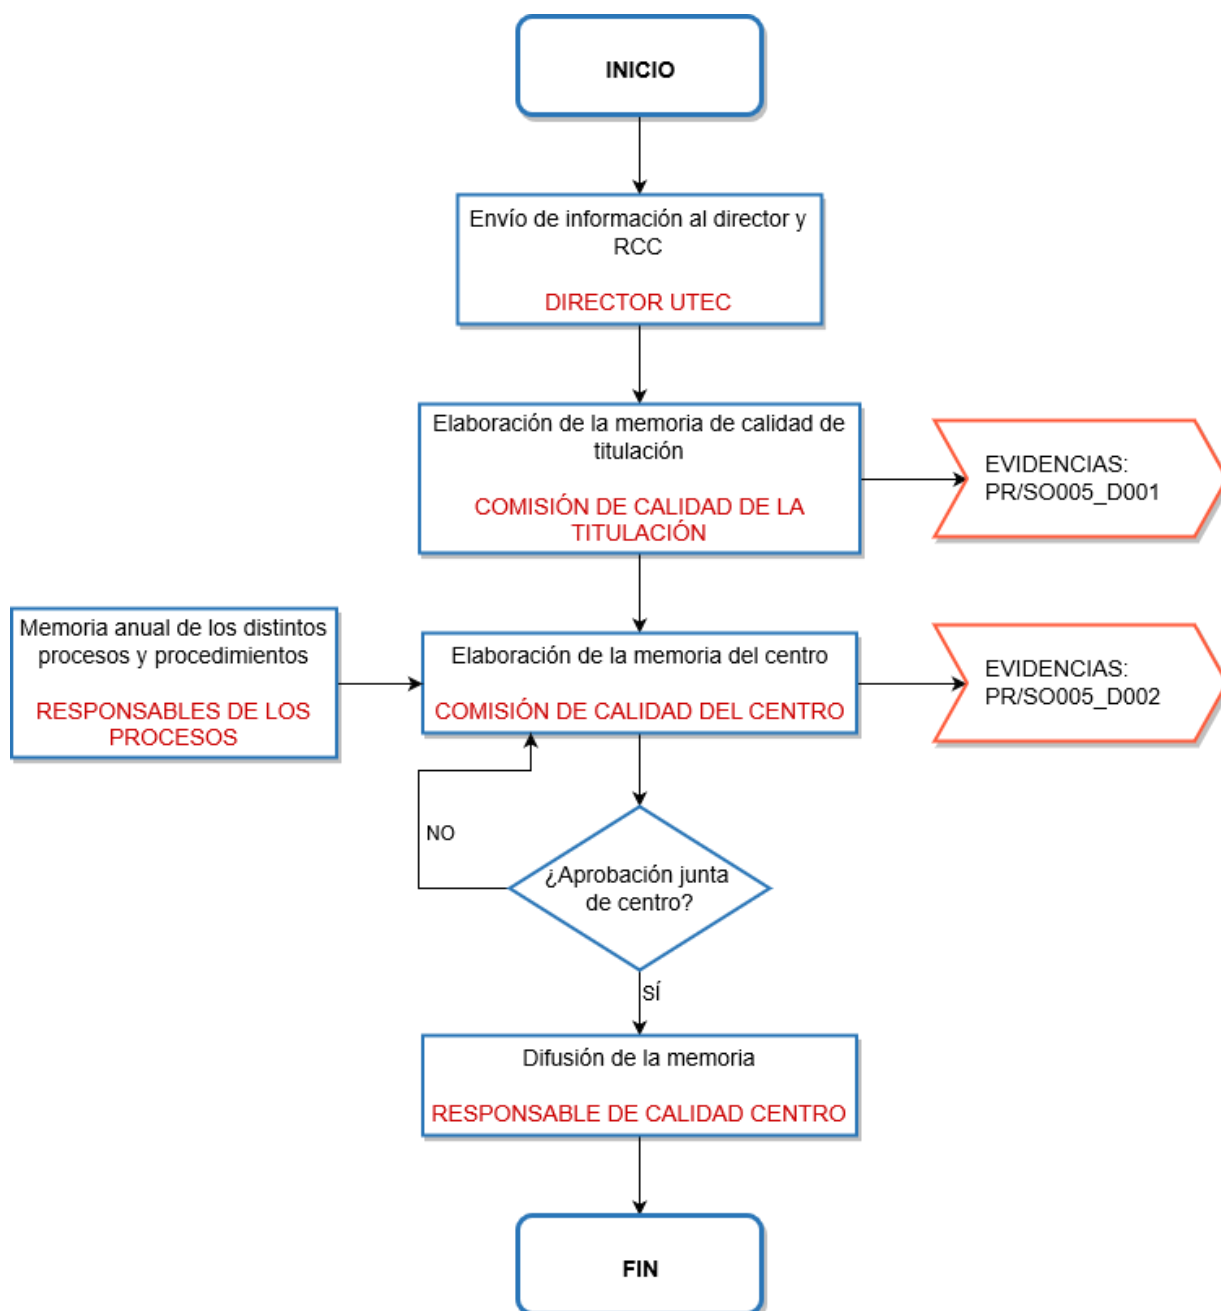 INICIO
Envío de información al director y
RCC
DIRECTOR UTEC
Elaboración de la memoria de calidad de
titulación
COMISIÓN DE CALIDAD DE LA
TITULACIÓN
EVIDENCIAS:
PR/SO005_D001
Memoria anual de los distintos
procesos y procedimientos
RESPONSABLES DE LOS
PROCESOS
Elaboración de la memoria del centro
COMISIÓN DE CALIDAD DEL CENTRO
EVIDENCIAS:
PR/SO005_D002
NO
¿Aprobación junta
de centro?
SÍ
Difusión de la memoria
RESPONSABLE DE CALIDAD CENTRO
FIN